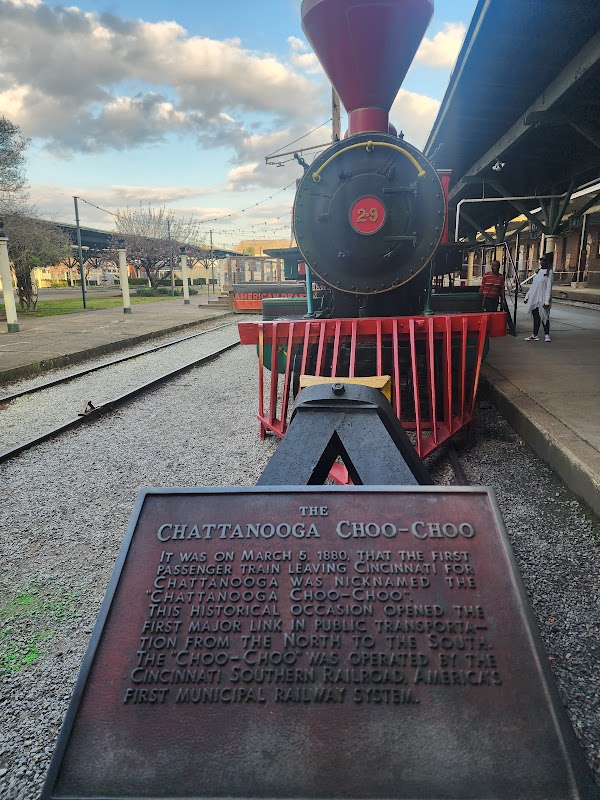 29
AMERICAN
THE
CHATTANOOGA CHOO-CHOO
IT WAS ON MARCH 5, 1880, THAT THE FIRST
PASSENGER TRAIN LEAVING CINCINNATI FOR
CHATTANOOGA WAS NICKNAMED THE
"CHATTANOOGA CHOO-CHOO".
THIS HISTORICAL OCCASION OPENED THE
FIRST MAJOR LINK IN PUBLIC TRANSPORTA-
TION FROM THE NORTH TO THE SOUTH.
THE "CHOO-CHOO" WAS OPERATED BY THE
CINCINNATI SOUTHERN RAILROAD, AMERICA'S
FIRST MUNICIPAL RAILWAY SYSTEM.